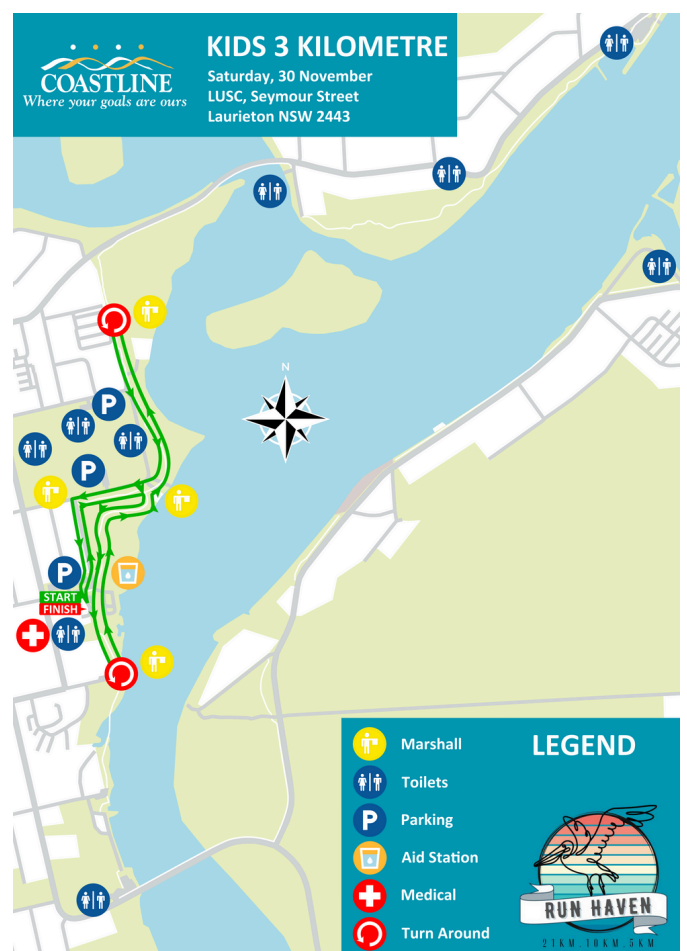 COASTLINE
Where your goals are ours
KIDS 3 KILOMETRE
Saturday, 30 November
LUSC, Seymour Street
Laurieton NSW 2443
N
P
P
P
START
FINISH
LEGEND
Marshall
Toilets
P Parking
Aid Station
Medical
Turn Around
RUN HAVEN
21KM.10KM.5KM